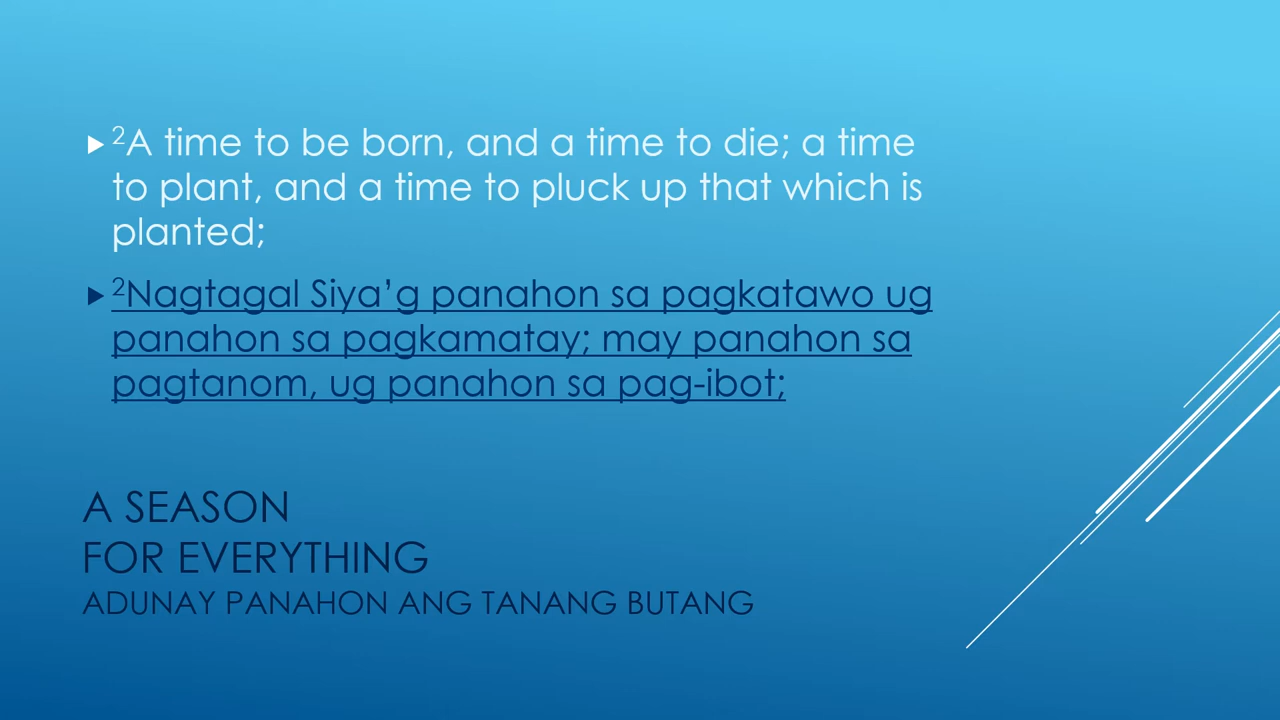 ²A time to be born, and a time to die; a time
to plant, and a time to pluck up that which is
planted;
²Nagtagal Siya’g panahon sa pagkatawo ug
panahon sa pagkamatay; may panahon sa
pagtanom, ug panahon sa pag-ibot;
A SEASON
FOR EVERYTHING
ADUNAY PANAHON ANG TANANG BUTANG